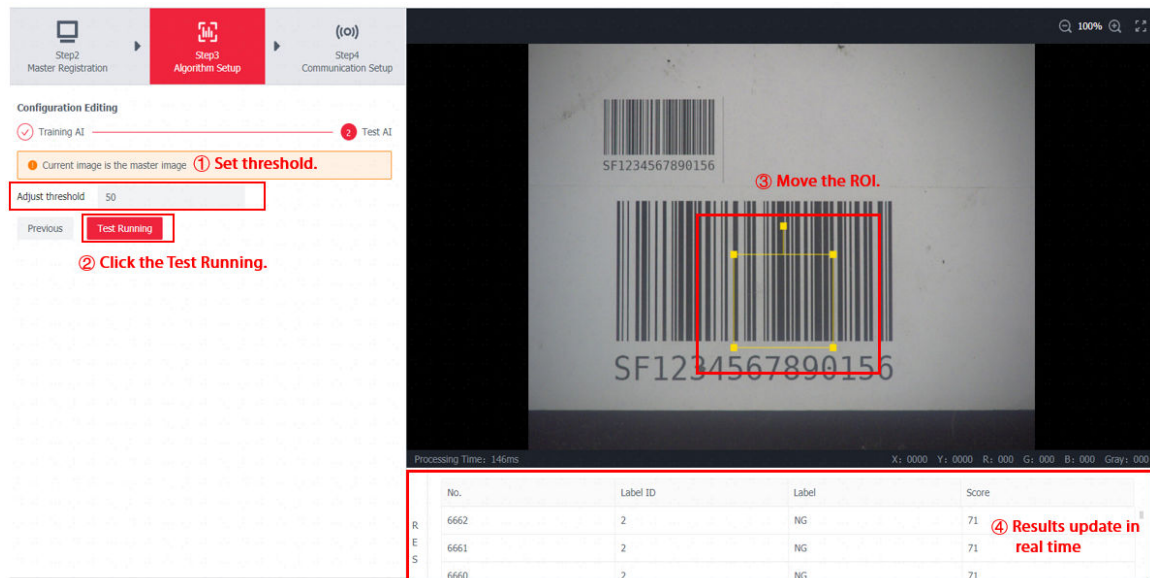 100%
Step2
Master Registration
Step3
Algorithm Setup
((o))
Step4
Communication Setup
Configuration Editing
Training AI
2 Test AI
Current image is the master image
① Set threshold.
Adjust threshold 50
Previous
Test Running
② Click the Test Running.
SF1234567890156
③ Move the ROI.
SF1234567890156
Processing Time: 146ms
X: 0000 Y: 0000 R: 000 G: 000 B: 000 Gray: 000
R
E
S
No. Label ID Label Score
6662 2 NG 71
6661 2 NG 71
6660 2 NG 71
④ Results update in
real time